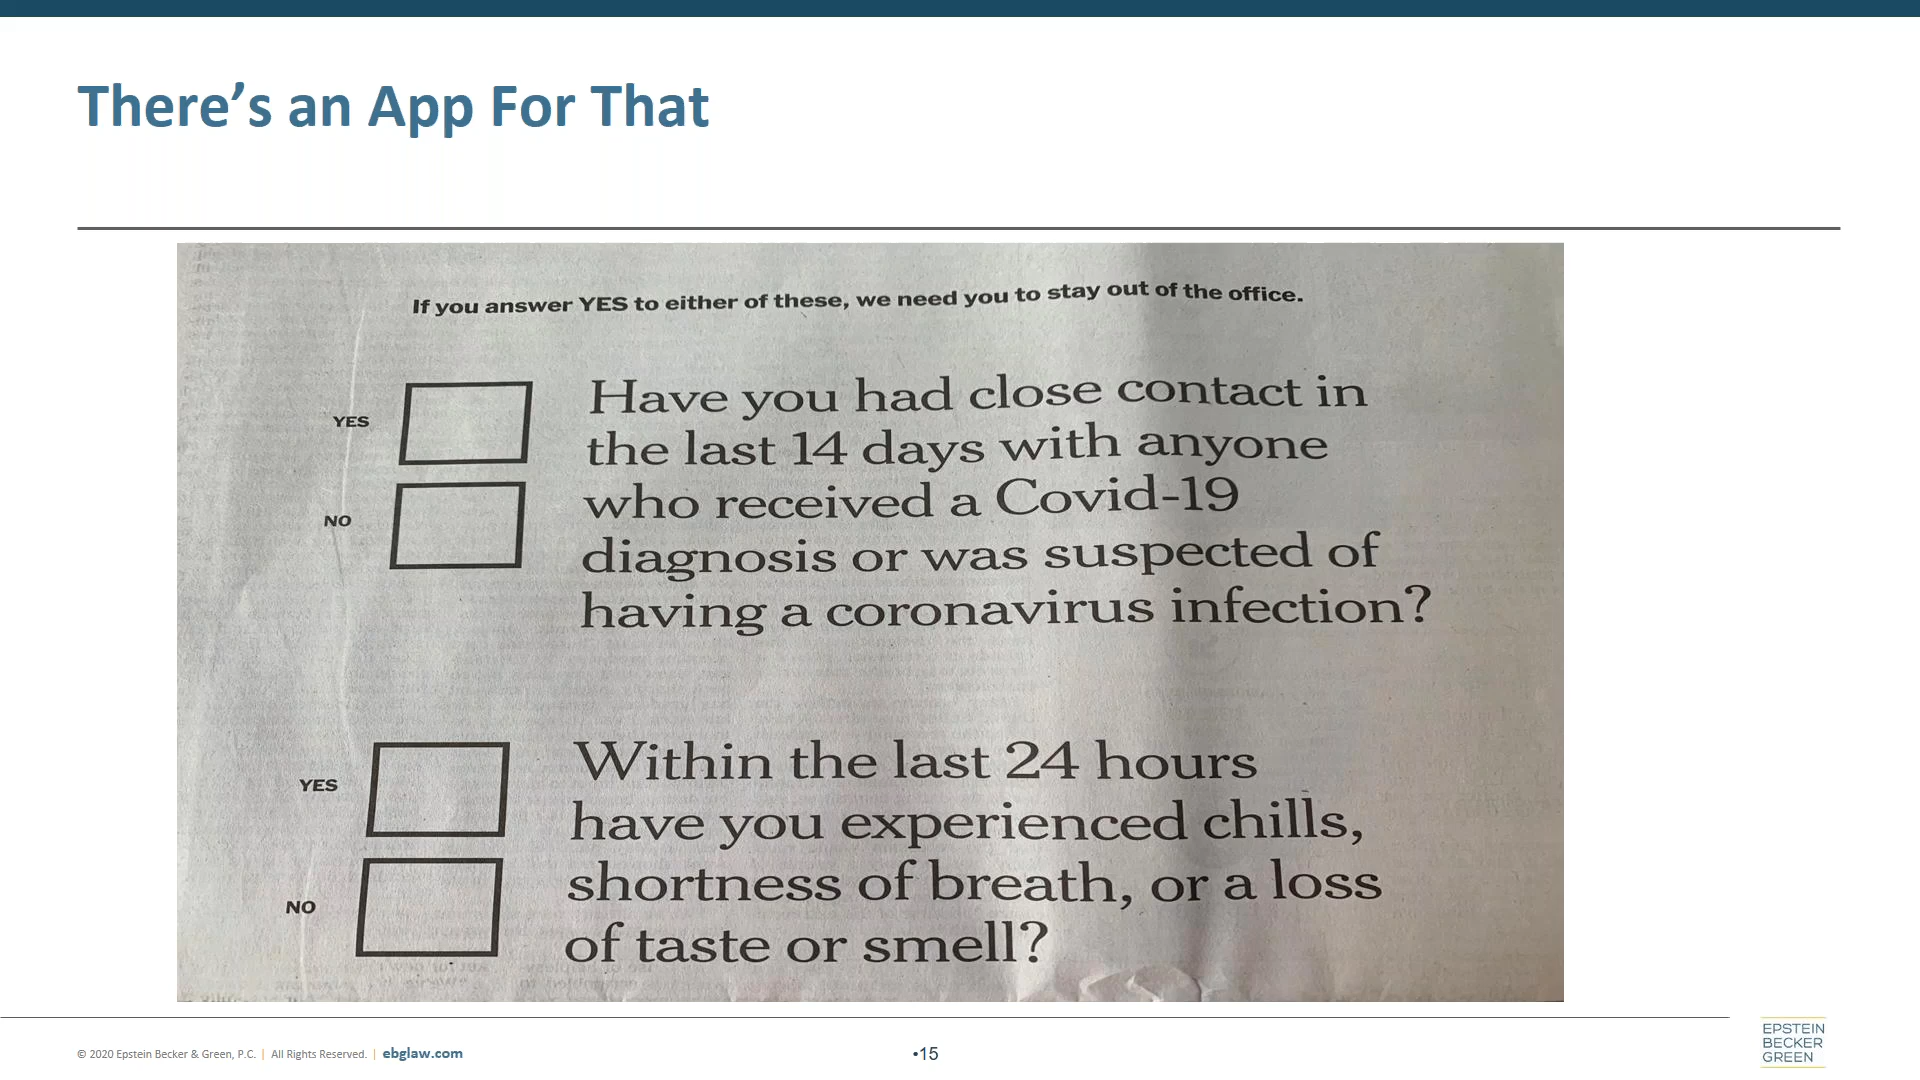 There’s an App For That
If you answer YES to either of these, we need you to stay out of the office.
YES
NO
Have you had close contact in
the last 14 days with anyone
who received a Covid-19
diagnosis or was suspected of
having a coronavirus infection?
YES
NO
Within the last 24 hours
have you experienced chills,
shortness of breath, or a loss
of taste or smell?
© 2020 Epstein Becker & Green, P.C. | All Rights Reserved. | ebglaw.com
•15
EPSTEIN
BECKER
GREEN